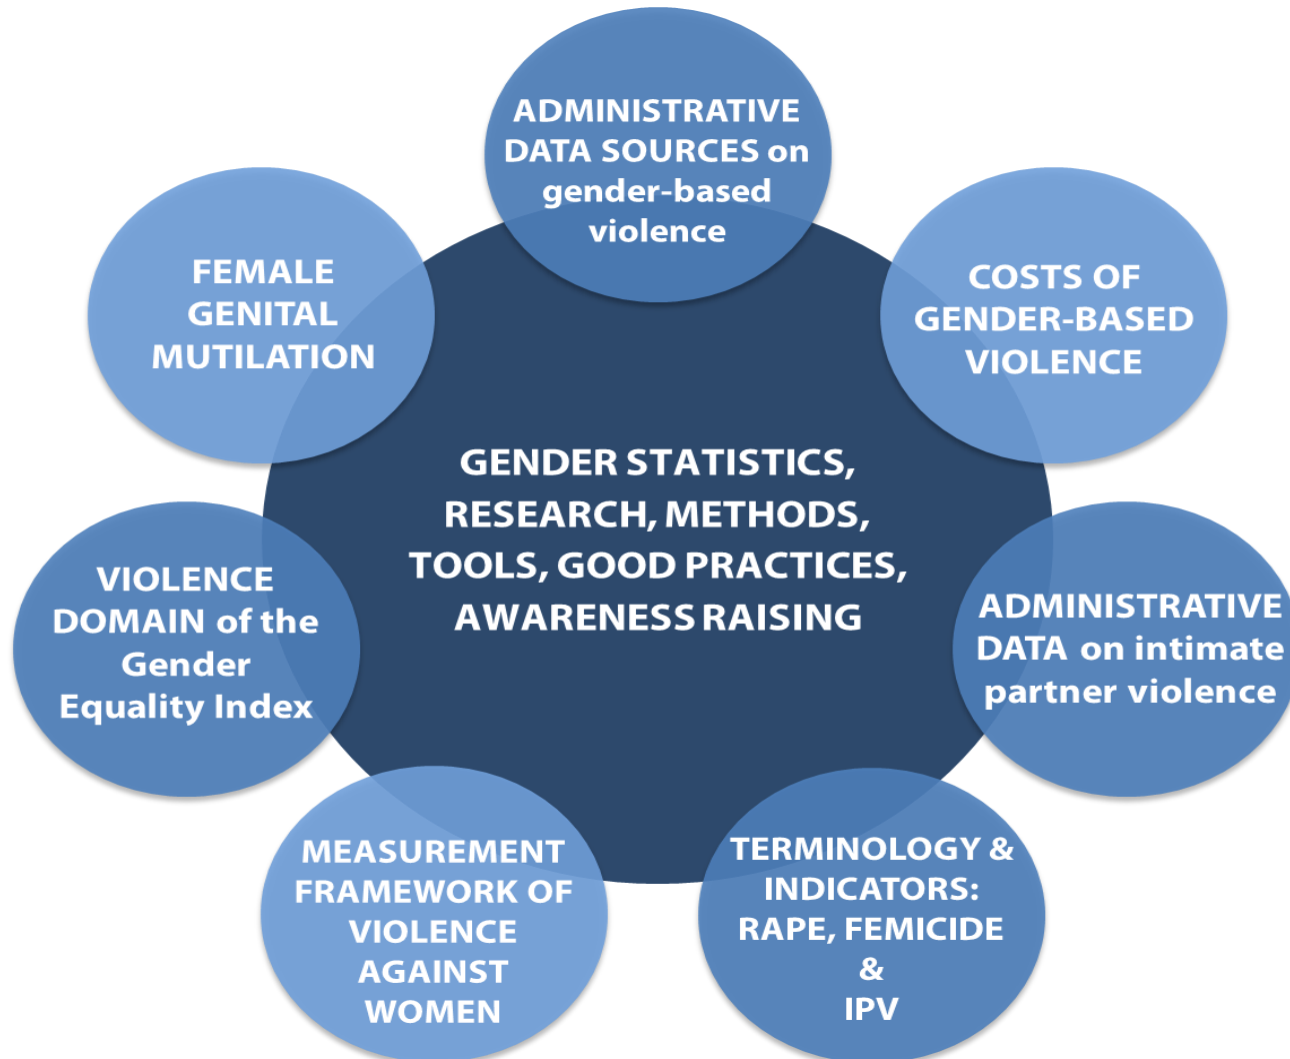 ADMINISTRATIVE
DATA SOURCES on
gender-based
violence
COSTS OF
GENDER-BASED
VIOLENCE
ADMINISTRATIVE
DATA on intimate
partner violence
TERMINOLOGY &
INDICATORS:
RAPE, FEMICIDE
&
IPV
MEASUREMENT
FRAMEWORK OF
VIOLENCE
AGAINST
WOMEN
VIOLENCE
DOMAIN of the
Gender
Equality Index
FEMALE
GENITAL
MUTILATION
GENDER STATISTICS,
RESEARCH, METHODS,
TOOLS, GOOD PRACTICES,
AWARENESS RAISING